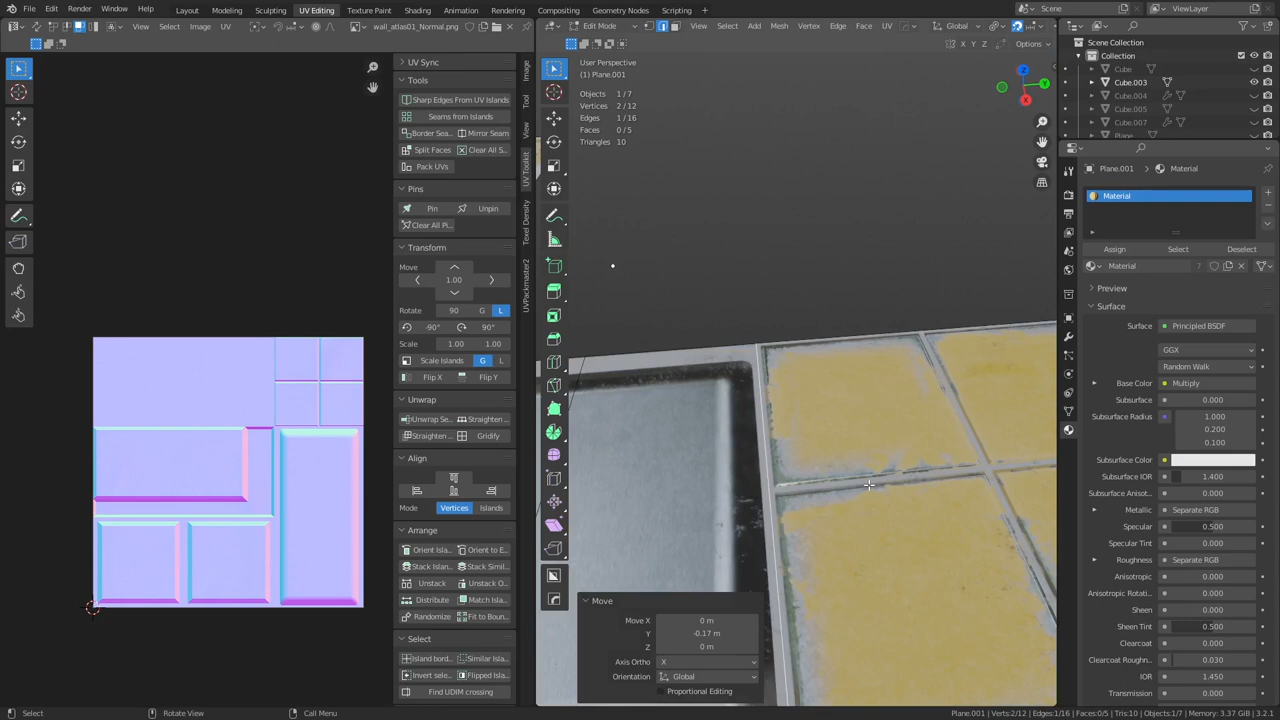 File Edit Render Window Help Layout Modeling Sculpting UV Editing Texture Paint Shading Animation Rendering Compositing Geometry Nodes Scripting Scene ViewLayer
View Select Image UV wall_atlas01_Normal.png
Edit Mode View Select Add Mesh Vertex Edge Face UV Global
X Y Z Options
UV Sync
Tools
Sharp Edges From UV Islands
Seams from Islands
Border Sea... Mirror Seam
Split Faces Clear All S...
Pack UVs
Pins
Pin Unpin
Clear All Pi...
Transform
Move
1.00
Rotate 90 G L
-90° 90°
Scale 1.00 1.00
Scale Islands G L
Flip X Flip Y
Unwrap
Unwrap Se... Straighten ...
Straighten ... Gridify
Align
Mode Vertices Islands
Arrange
Orient Isla... Orient to E...
Stack Islan... Stack Simil...
Unstack Unstack O...
Distribute Match Isla...
Randomize Fit to Boun...
Select
Island bord... Similar Isla...
Invert sele... Flipped Isla...
Find UDIM crossing
Image
Tool
View
UV Toolkit
Texel Density
UVPackmaster2
User Perspective
(1) Plane.001
Objects 1/7
Vertices 2/12
Edges 1/16
Faces 0/5
Triangles 10
Z
Y
X
Move
Move X 0 m
Y -0.17 m
Z 0 m
Axis Ortho X
Orientation Global
Proportional Editing
Scene Collection
Collection
Cube
Cube.003
Cube.004
Cube.005
Cube.007
Plane
Plane.001 Material
Material
Assign Select Deselect
Material 7
Preview
Surface
Surface Principled BSDF
GGX
Random Walk
Base Color Multiply
Subsurface 0.000
Subsurface Radius 1.000
0.200
0.100
Subsurface Color
Subsurface IOR 1.400
Subsurface Anisot... 0.000
Metallic Separate RGB
Specular 0.500
Specular Tint 0.000
Roughness Separate RGB
Anisotropic 0.000
Anisotropic Rotati... 0.000
Sheen 0.000
Sheen Tint 0.500
Clearcoat 0.000
Clearcoat Roughn... 0.030
IOR 1.450
Transmission 0.000
Select Rotate View Call Menu Plane.001 | Verts:2/12 | Edges:1/16 | Faces:0/5 | Tris:10 | Objects:1/7 | Memory: 3.37 GiB | 3.2.1